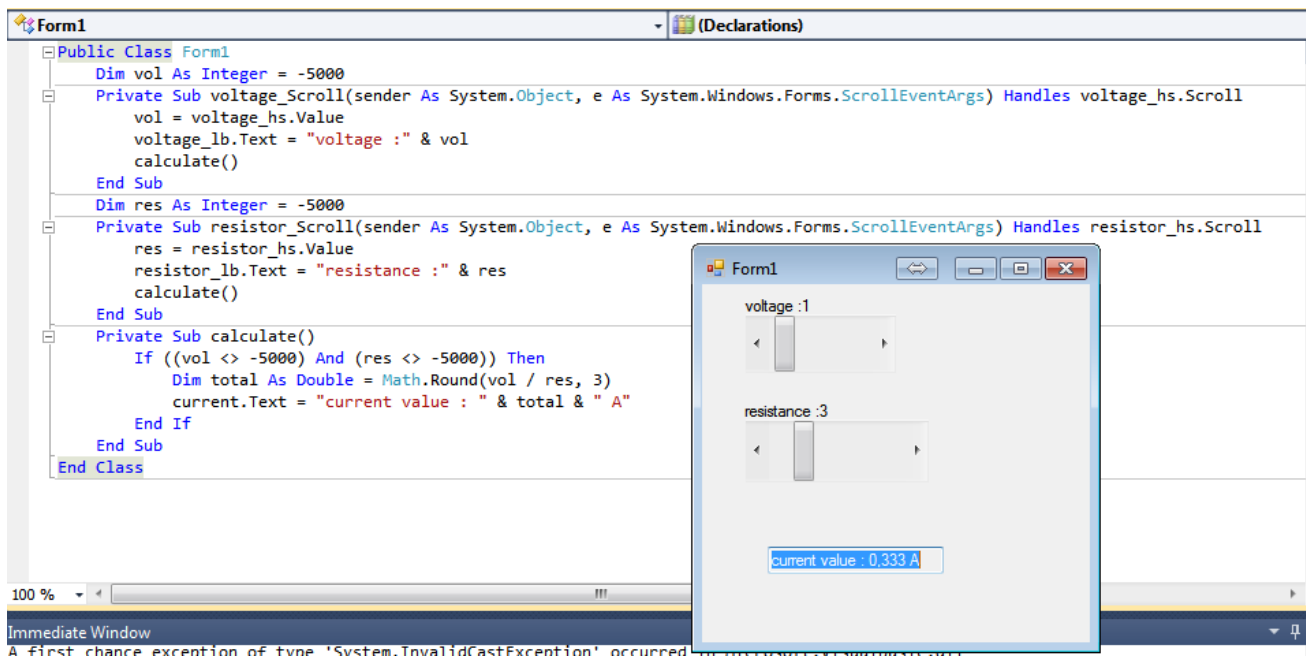 Form1 (Declarations)
Public Class Form1
Dim vol As Integer = -5000
Private Sub voltage_Scroll(sender As System.Object, e As System.Windows.Forms.ScrollEventArgs) Handles voltage_hs.Scroll
vol = voltage_hs.Value
voltage_lb.Text = "voltage :" & vol
calculate()
End Sub
Dim res As Integer = -5000
Private Sub resistor_Scroll(sender As System.Object, e As System.Windows.Forms.ScrollEventArgs) Handles resistor_hs.Scroll
res = resistor_hs.Value
resistor_lb.Text = "resistance :" & res
calculate()
End Sub
Private Sub calculate()
If ((vol <> -5000) And (res <> -5000)) Then
Dim total As Double = Math.Round(vol / res, 3)
current.Text = "current value : " & total & " A"
End If
End Sub
End Class
Form1
voltage :1
resistance :3
current value : 0,333 A
100 %
Immediate Window
A first chance exception of type 'System.InvalidCastException' occurred